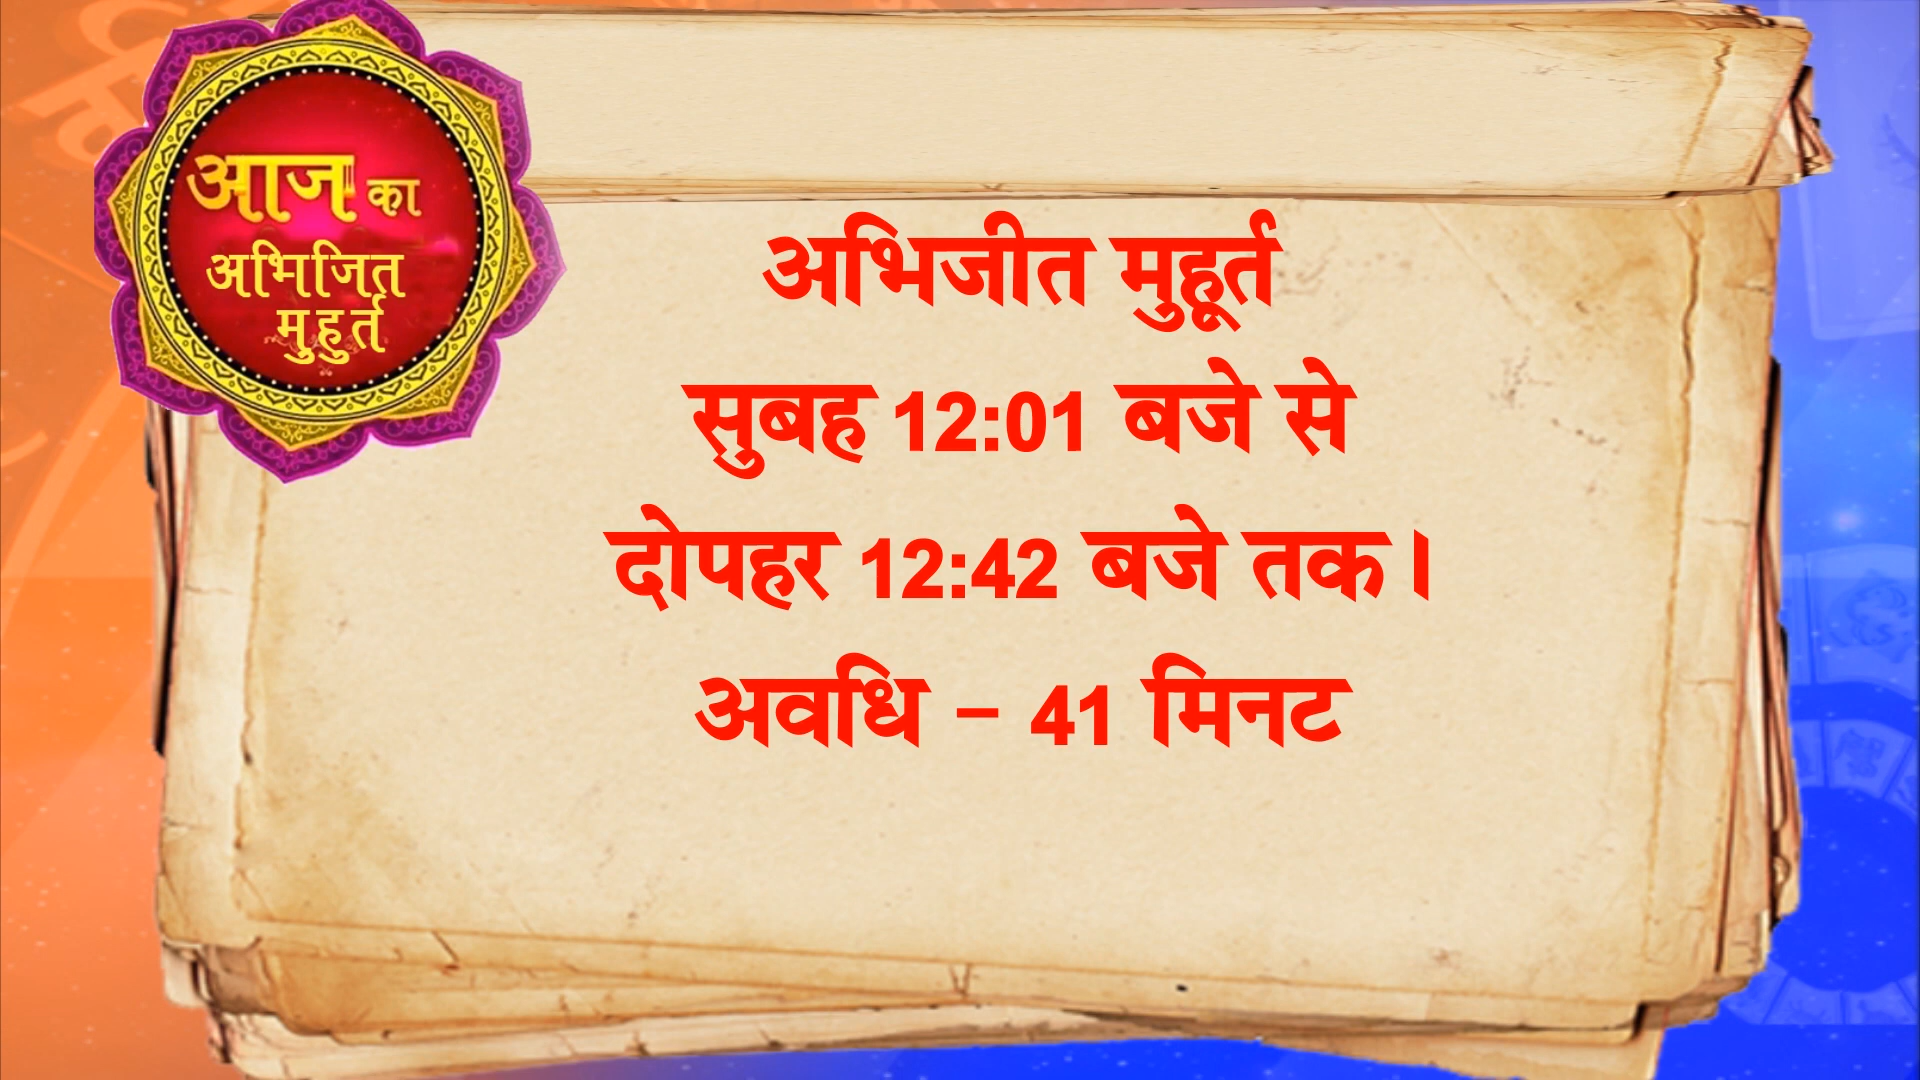 आज का
अभिजित
मुहुर्त
अभिजीत मुहूर्त
सुबह 12:01 बजे से
दोपहर 12:42 बजे तक।
अवधि - 41 मिनट